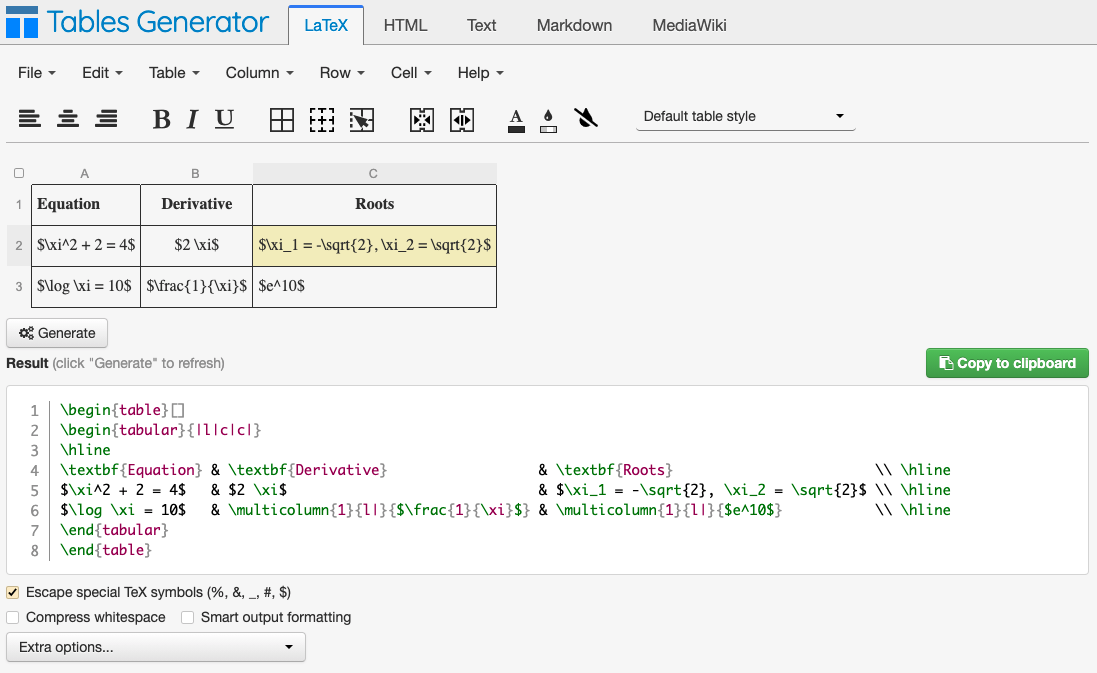 Tables Generator LaTeX HTML Text Markdown MediaWiki
File Edit Table Column Row Cell Help
B I U A Default table style
A B C
1 Equation Derivative Roots
2 $\xi^2 + 2 = 4$ $2 \xi$ $\xi_1 = -\sqrt{2}, \xi_2 = \sqrt{2}$
3 $\log \xi = 10$ $\frac{1}{\xi}$ $e^10$
Generate
Result (click "Generate" to refresh) Copy to clipboard
1 \begin{table}[]
2 \begin{tabular}{|l|c|c|}
3 \hline
4 \textbf{Equation} & \textbf{Derivative} & \textbf{Roots} \\ \hline
5 $\xi^2 + 2 = 4$ & $2 \xi$ & $\xi_1 = -\sqrt{2}, \xi_2 = \sqrt{2}$ \\ \hline
6 $\log \xi = 10$ & \multicolumn{1}{l|}{$\frac{1}{\xi}$} & \multicolumn{1}{l|}{$e^10$} \\ \hline
7 \end{tabular}
8 \end{table}
Escape special TeX symbols (%, &, _, #, $)
Compress whitespace Smart output formatting
Extra options...